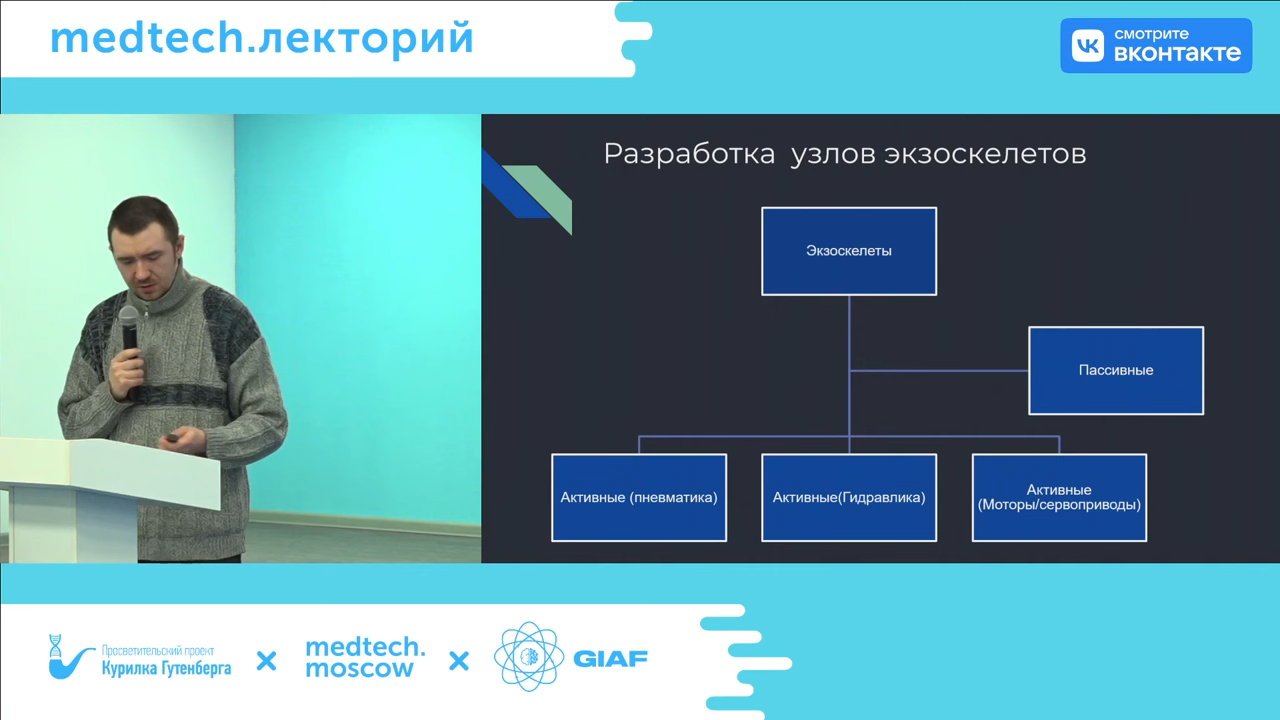 medtech.лекторий
смотрите
вконтакте
Разработка узлов экзоскелетов
Экзоскелеты
Пассивные
Активные (пневматика)
Активные(Гидравлика)
Активные
(Моторы/сервоприводы)
Просветительский проект
Курилка Гутенберга
medtech.
moscow
GIAF